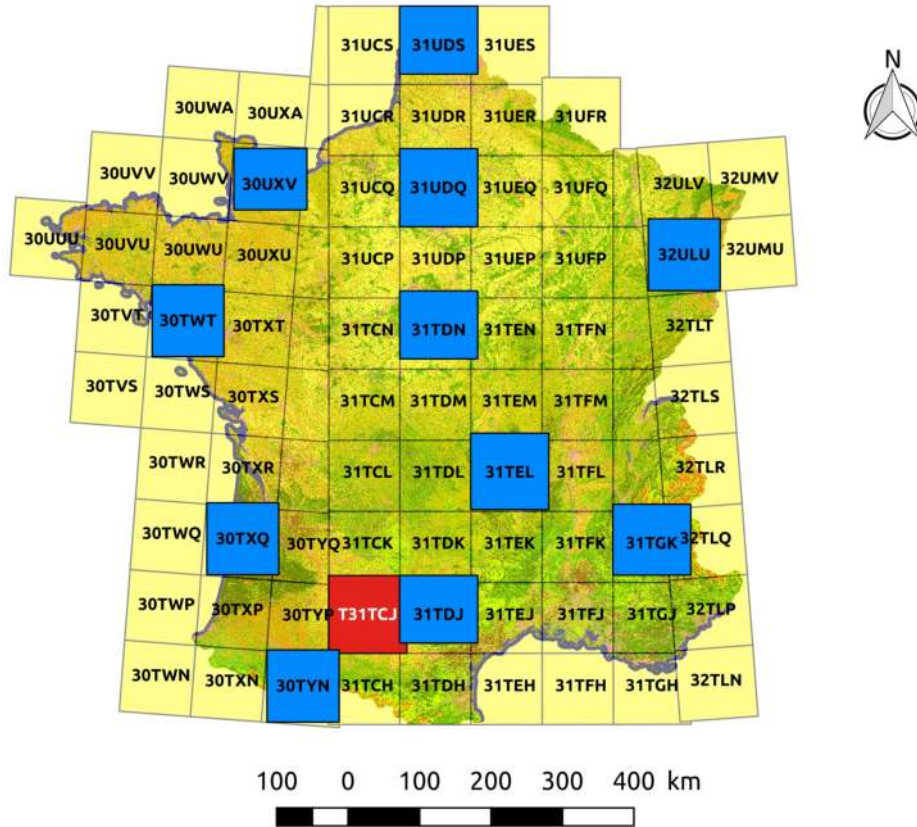 31UCS 31UDS 31UES
N
30UWA 30UXA 31UCR 31UDR 31UER 31UFR
30UVV 30UWV 30UXV 31UCQ 31UDQ 31UEQ 31UFQ 32ULV 32UMV
30UUU 30UVU 30UWU 30UXU 31UCP 31UDP 31UEP 31UFP 32ULU 32UMU
30TVT 30TWT 30TXT 31TCN 31TDN 31TEN 31TFN 32TLT
30TVS 30TWS 30TXS 31TCM 31TDM 31TEM 31TFM 32TLS
30TWR 30TXR 31TCL 31TDL 31TEL 31TFL 32TLR
30TWQ 30TXQ 30TYQ 31TCK 31TDK 31TEK 31TFK 31TGK 32TLQ
30TWP 30TXP 30TYP T31TCJ 31TDJ 31TEJ 31TFJ 31TGJ 32TLP
30TWN 30TXN 30TYN 31TCH 31TDH 31TEH 31TFH 31TGH 32TLN
100 0 100 200 300 400 km